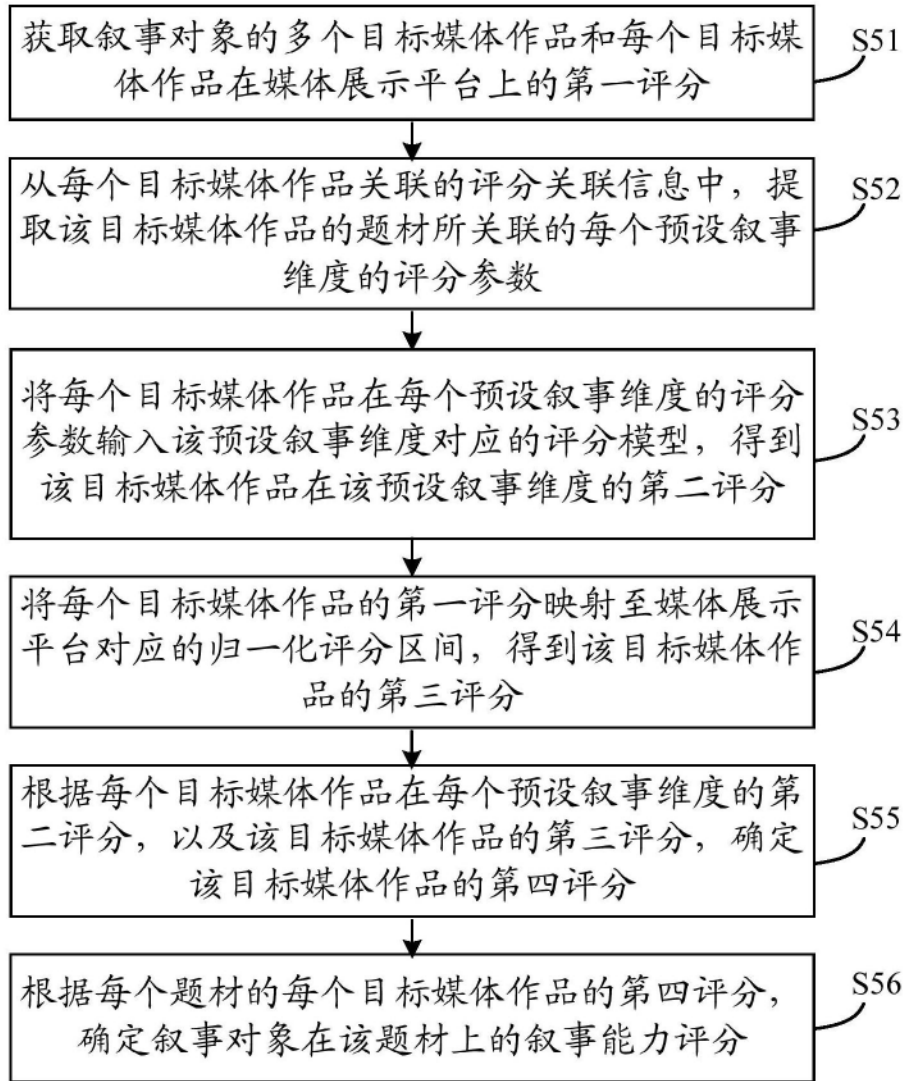 获取叙事对象的多个目标媒体作品和每个目标媒
体作品在媒体展示平台上的第一评分
S51
从每个目标媒体作品关联的评分关联信息中，提
取该目标媒体作品的题材所关联的每个预设叙事
维度的评分参数
S52
将每个目标媒体作品在每个预设叙事维度的评分
参数输入该预设叙事维度对应的评分模型，得到
该目标媒体作品在该预设叙事维度的第二评分
S53
将每个目标媒体作品的第一评分映射至媒体展示
平台对应的归一化评分区间，得到该目标媒体作
品的第三评分
S54
根据每个目标媒体作品在每个预设叙事维度的第
二评分，以及该目标媒体作品的第三评分，确定
该目标媒体作品的第四评分
S55
根据每个题材的每个目标媒体作品的第四评分，
确定叙事对象在该题材上的叙事能力评分
S56